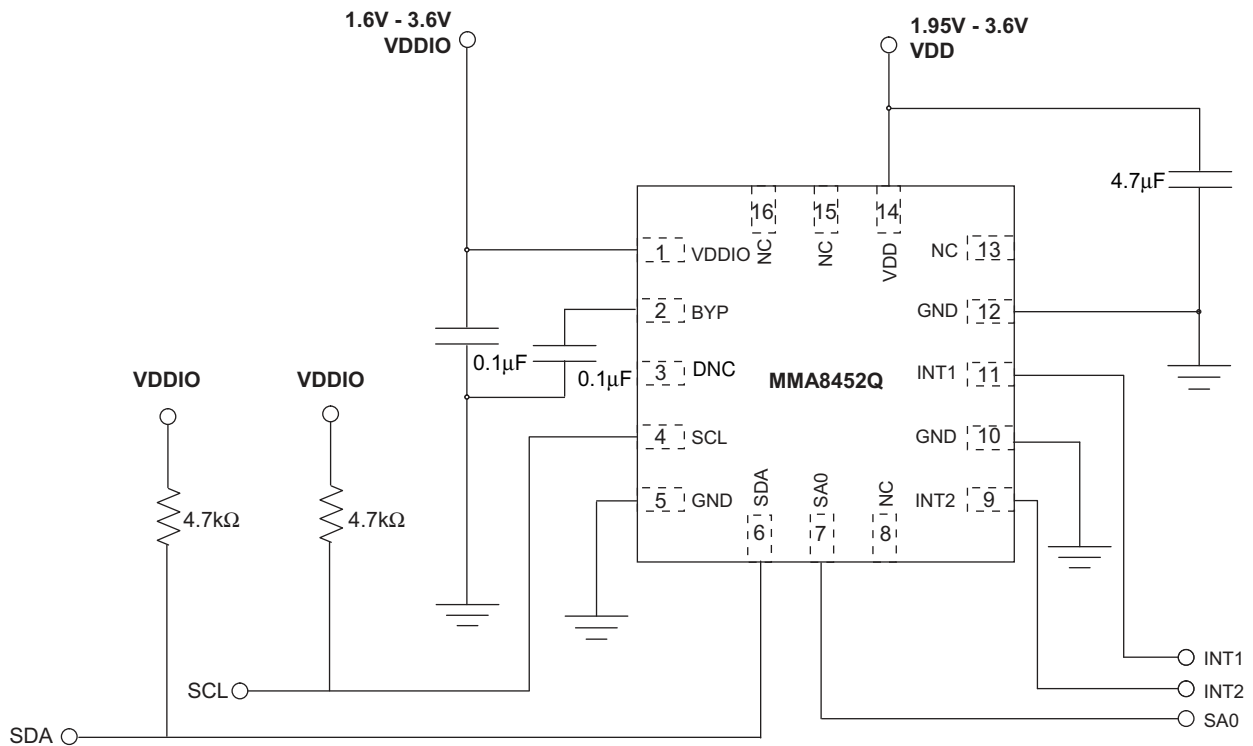 1.6V - 3.6V
VDDIO
1.95V - 3.6V
VDD
4.7μF
16
NC
15
NC
14
VDD
1
VDDIO
NC
13
2
BYP
GND
12
0.1μF
0.1μF
3
DNC
MMA8452Q
INT1
11
VDDIO
VDDIO
4
SCL
GND
10
4.7kΩ
4.7kΩ
5
GND
SDA
6
SA0
7
NC
8
INT2
9
INT1
INT2
SA0
SCL
SDA